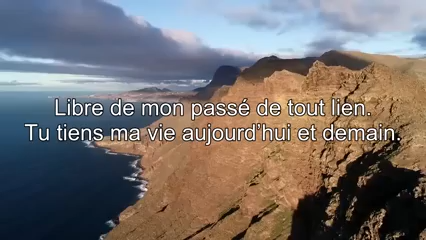 Libre de mon passé de tout lien.
Tu tiens ma vie aujourd'hui et demain.